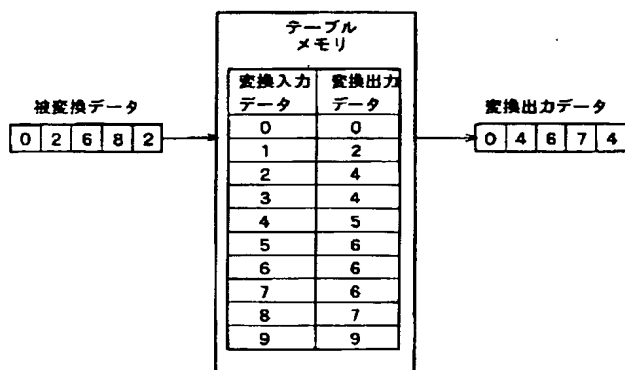 テーブル
メモリ
変換入力 変換出力
データ データ
0 0
1 2
2 4
3 4
4 5
5 6
6 6
7 6
8 7
9 9
被変換データ
0 2 6 8 2
変換出力データ
0 4 6 7 4